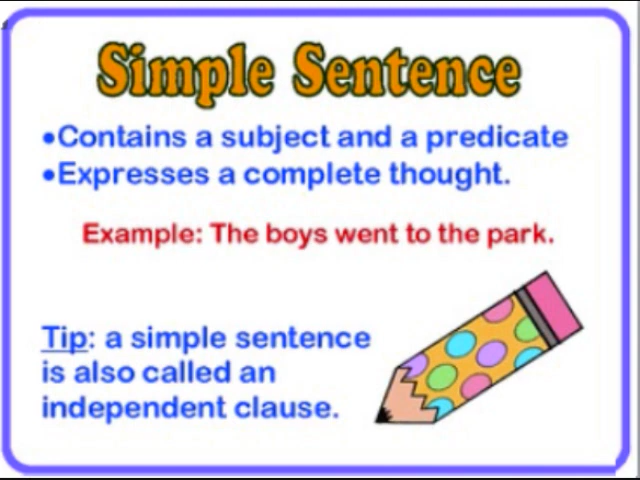 Simple Sentence
•Contains a subject and a predicate
•Expresses a complete thought.
Example: The boys went to the park.
Tip: a simple sentence
is also called an
independent clause.